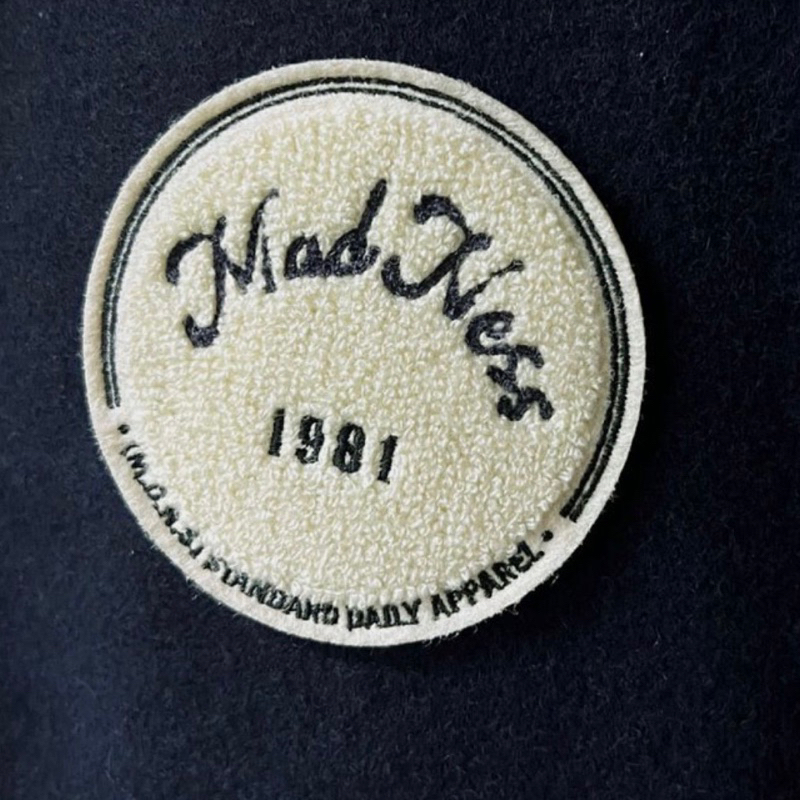 Mad Ness
1981
• (M.D.N.S) STANDARD DAILY APPAREL •